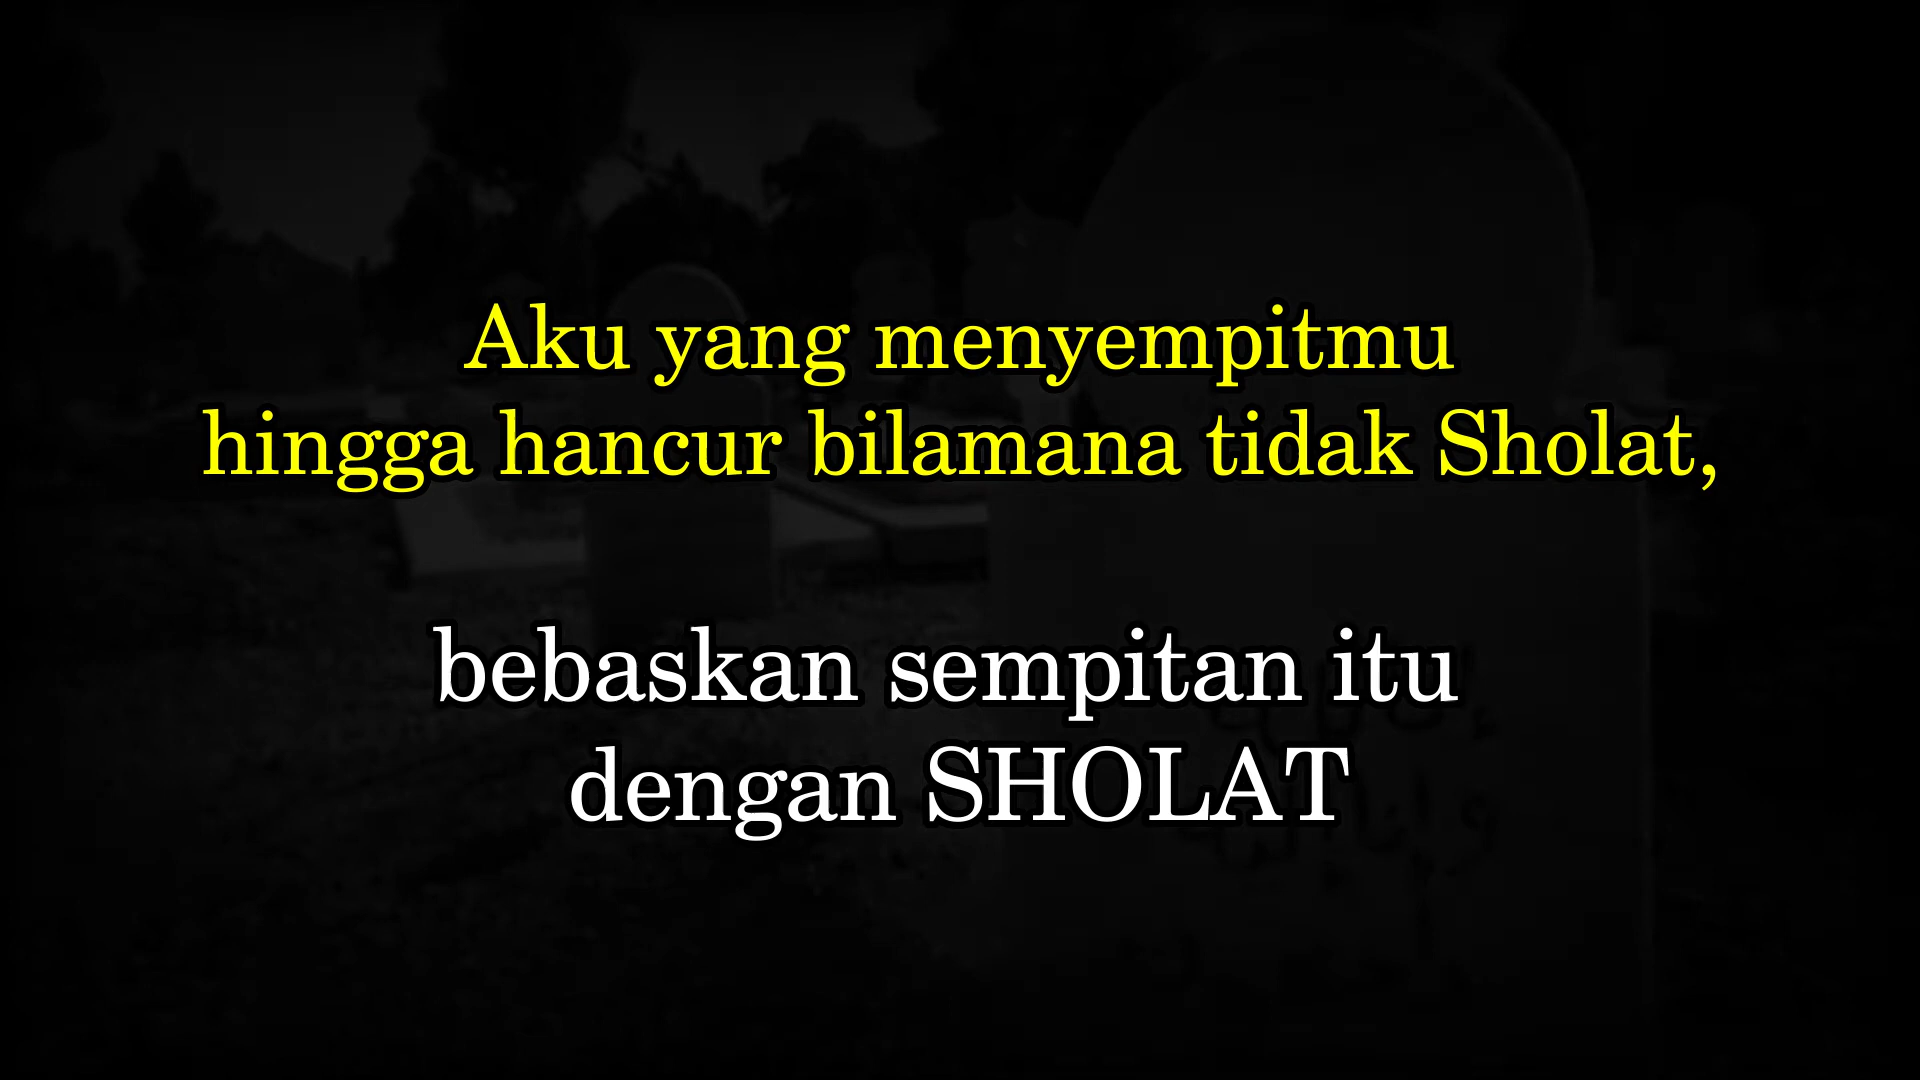 Aku yang menyempitmu
hingga hancur bilamana tidak Sholat,
bebaskan sempitan itu
dengan SHOLAT